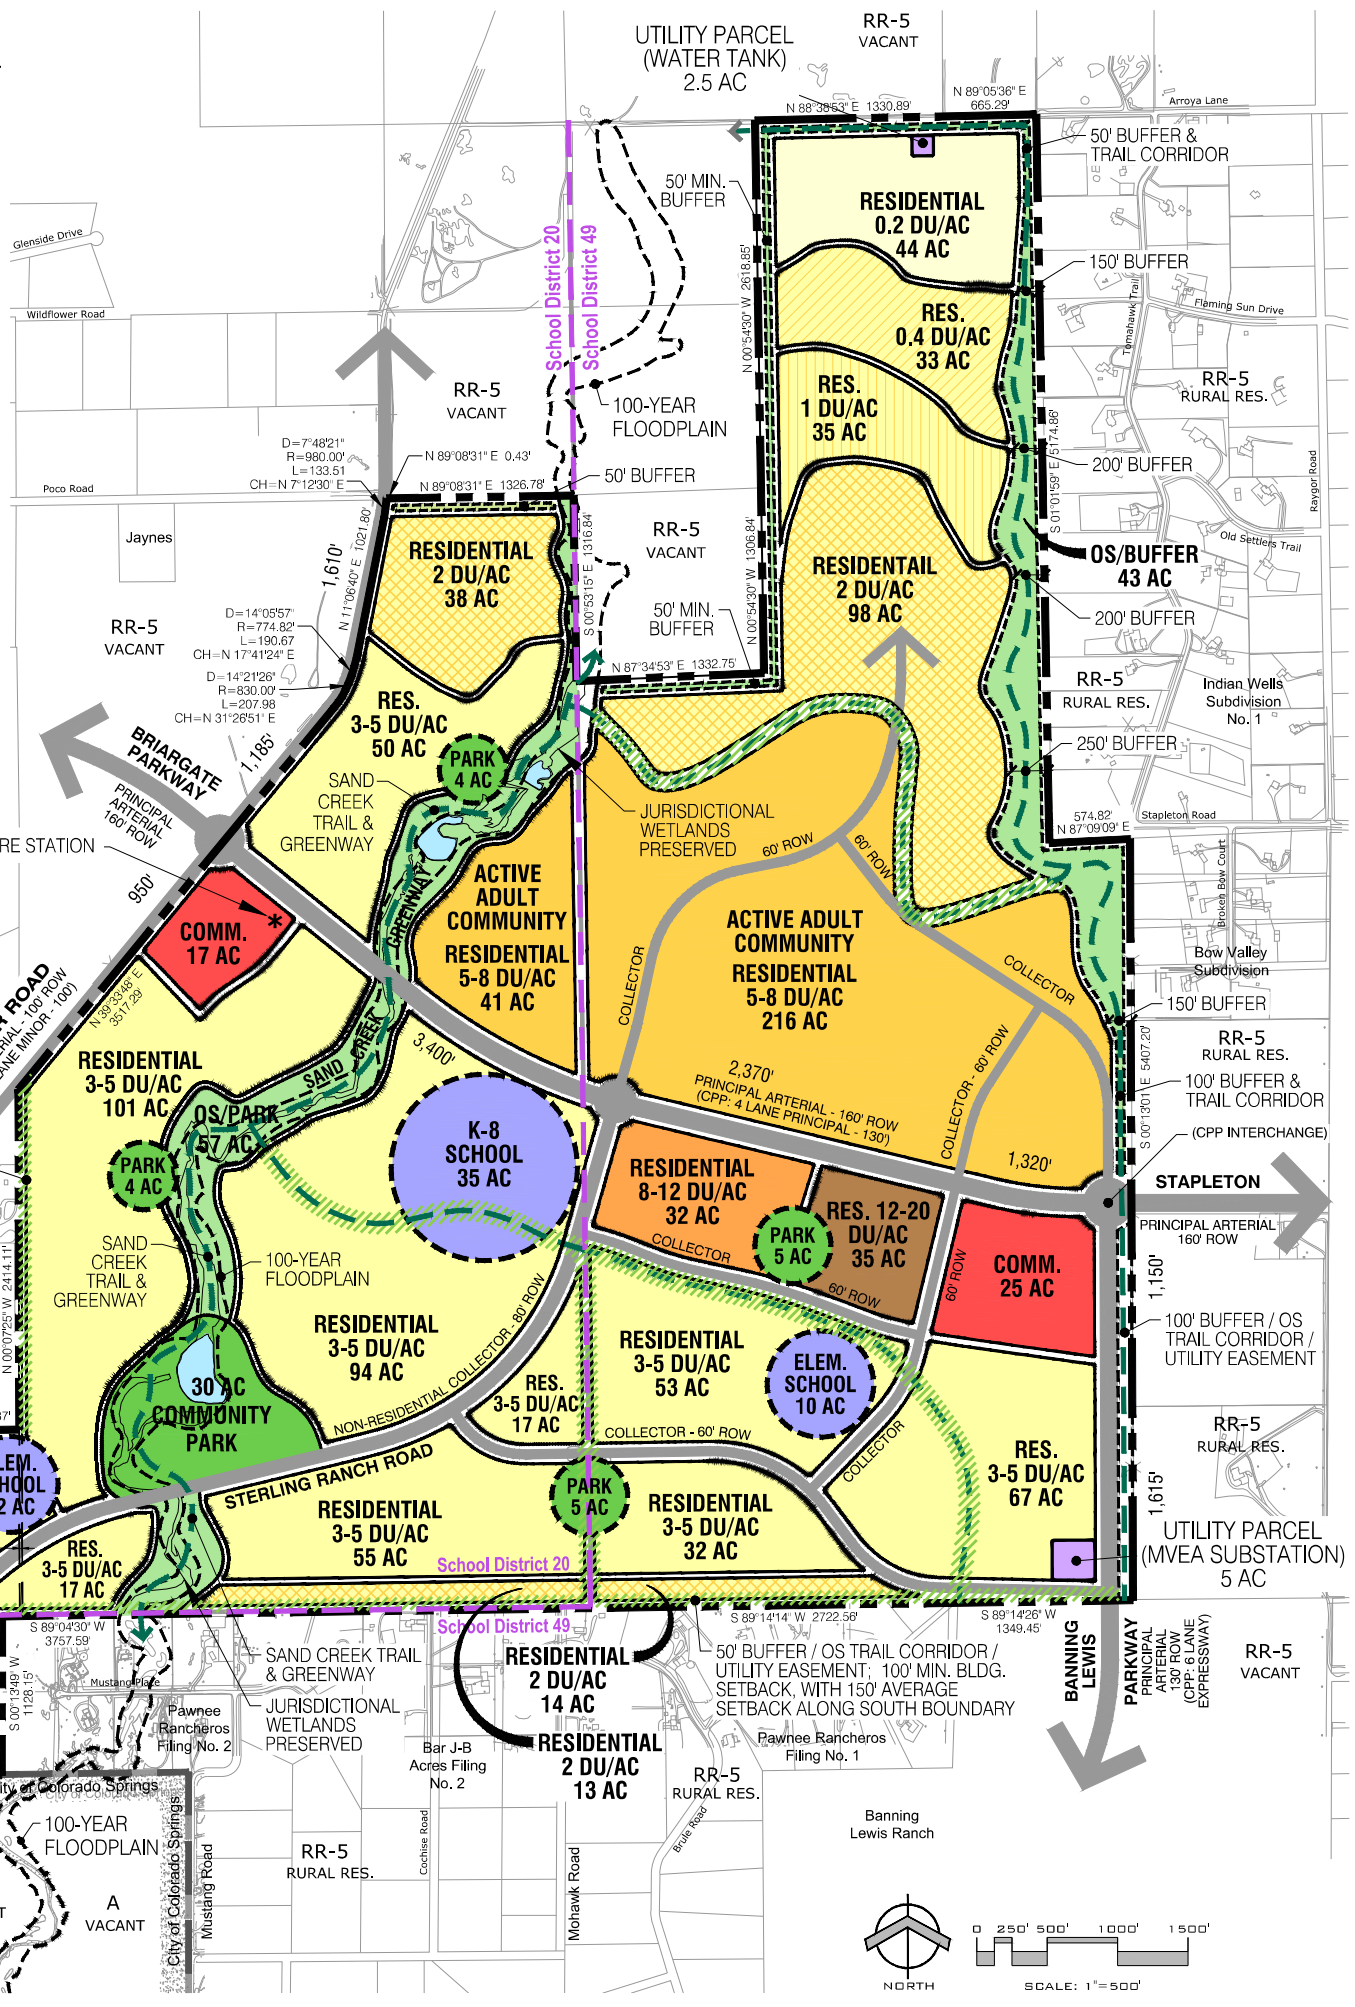 UTILITY PARCEL
(WATER TANK)
2.5 AC
RR-5
VACANT
N 88°38'53" E 1330.89'
N 89°05'36" E
665.29'
Arroya Lane
50' BUFFER &
TRAIL CORRIDOR
50' MIN.
BUFFER
RESIDENTIAL
0.2 DU/AC
44 AC
Glenside Drive
Wildflower Road
School District 20
School District 49
N 00°54'30" W 2618.85'
150' BUFFER
Tomahawk Trail
Flaming Sun Drive
RES.
0.4 DU/AC
33 AC
RR-5
VACANT
RES.
1 DU/AC
35 AC
RR-5
RURAL RES.
100-YEAR
FLOODPLAIN
S 01°01'59" E 5174.86'
D=7°48'21"
R=980.00'
L=133.51
CH=N 7°12'30" E
N 89°08'31" E 0.43'
N 89°08'31" E 1326.78'
50' BUFFER
200' BUFFER
Raygor Road
Poco Road
Jaynes
RR-5
VACANT
Old Settlers Trail
OS/BUFFER
43 AC
RESIDENTIAL
2 DU/AC
38 AC
N 11°06'40" E 1021.80'
1,610'
S 00°53'15" E 1316.84'
N 00°54'30" W 1306.84'
RESIDENTAIL
2 DU/AC
98 AC
50' MIN.
BUFFER
200' BUFFER
RR-5
VACANT
D=14°05'57"
R=774.82'
L=190.67
CH=N 17°41'24" E
D=14°21'26"
R=830.00'
L=207.98
CH=N 31°26'51" E
N 87°34'53" E 1332.75'
RR-5
RURAL RES.
Indian Wells
Subdivision
No. 1
RES.
3-5 DU/AC
50 AC
BRIARGATE
PARKWAY
1,185'
PARK
4 AC
250' BUFFER
PRINCIPAL
ARTERIAL
160' ROW
SAND
CREEK
TRAIL &
GREENWAY
JURISDICTIONAL
WETLANDS
PRESERVED
574.82'
N 87°09'09" E
Stapleton Road
RE STATION
950'
60' ROW
60' ROW
Broken Bow Court
COMM.
17 AC
ACTIVE
ADULT
COMMUNITY
RESIDENTIAL
5-8 DU/AC
41 AC
GREENWAY
ACTIVE ADULT
COMMUNITY
RESIDENTIAL
5-8 DU/AC
216 AC
COLLECTOR
COLLECTOR
Bow Valley
Subdivision
150' BUFFER
R ROAD
ERIAL - 100' ROW
LANE MINOR - 100')
N 39°33'48" E
3517.29'
RESIDENTIAL
3-5 DU/AC
101 AC
SAND CREEK
3,400'
2,370'
PRINCIPAL ARTERIAL - 160' ROW
(CPP: 4 LANE PRINCIPAL - 130')
COLLECTOR - 60' ROW
RR-5
RURAL RES.
100' BUFFER &
TRAIL CORRIDOR
S 00°13'01" E 5407.20'
(CPP INTERCHANGE)
OS/PARK
57 AC
K-8
SCHOOL
35 AC
PARK
4 AC
RESIDENTIAL
8-12 DU/AC
32 AC
1,320'
STAPLETON
PRINCIPAL ARTERIAL
160' ROW
RES. 12-20
DU/AC
35 AC
PARK
5 AC
COLLECTOR
60' ROW
60' ROW
COMM.
25 AC
1,150'
SAND
CREEK
TRAIL &
GREENWAY
100-YEAR
FLOODPLAIN
N 00°07'25" W 2414.11'
RESIDENTIAL
3-5 DU/AC
94 AC
NON-RESIDENTIAL COLLECTOR - 80' ROW
RESIDENTIAL
3-5 DU/AC
53 AC
ELEM.
SCHOOL
10 AC
100' BUFFER / OS
TRAIL CORRIDOR /
UTILITY EASEMENT
30 AC
COMMUNITY
PARK
RES.
3-5 DU/AC
17 AC
COLLECTOR - 60' ROW
COLLECTOR
RR-5
RURAL RES.
LEM.
HOOL
2 AC
STERLING RANCH ROAD
PARK
5 AC
RES.
3-5 DU/AC
67 AC
1,615'
RESIDENTIAL
3-5 DU/AC
55 AC
RESIDENTIAL
3-5 DU/AC
32 AC
UTILITY PARCEL
(MVEA SUBSTATION)
5 AC
RES.
3-5 DU/AC
17 AC
School District 20
School District 49
S 89°04'30" W
3757.59'
S 89°14'14" W 2722.56'
S 89°14'26" W
1349.45'
S 00°13'49" W
1128.15'
SAND CREEK TRAIL
& GREENWAY
JURISDICTIONAL
WETLANDS
PRESERVED
Mustang Place
Pawnee
Rancheros
Filing No. 2
RESIDENTIAL
2 DU/AC
14 AC
RESIDENTIAL
2 DU/AC
13 AC
50' BUFFER / OS TRAIL CORRIDOR /
UTILITY EASEMENT; 100' MIN. BLDG.
SETBACK, WITH 150' AVERAGE
SETBACK ALONG SOUTH BOUNDARY
Pawnee Rancheros
Filing No. 1
BANNING
LEWIS
PARKWAY
PRINCIPAL
ARTERIAL
130' ROW
(CPP: 6 LANE
EXPRESSWAY)
RR-5
VACANT
Bar J-B
Acres Filing
No. 2
RR-5
RURAL RES.
City of Colorado Springs
100-YEAR
FLOODPLAIN
City of Colorado Springs
Mustang Road
RR-5
RURAL RES.
Cochise Road
Mohawk Road
Brule Road
Banning
Lewis Ranch
A
VACANT
NORTH
0 250' 500' 1000' 1500'
SCALE: 1"=500'